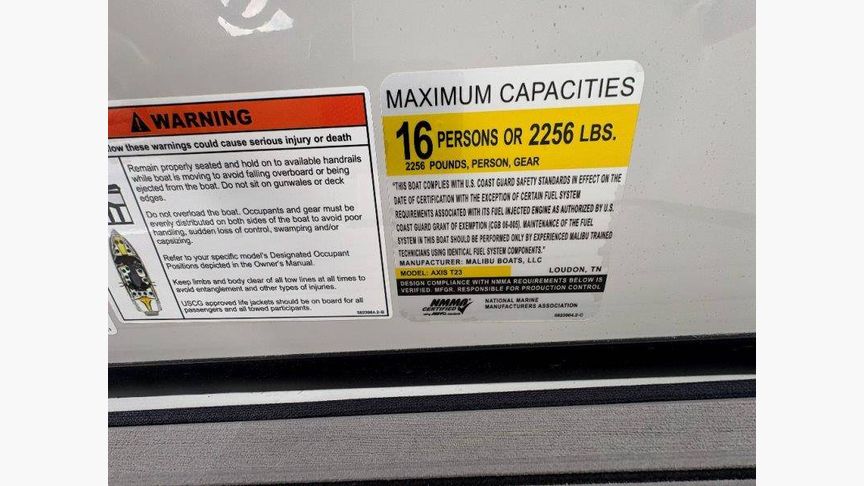 WARNING
low these warnings could cause serious injury or death
Remain properly seated and hold on to available handrails
while boat is moving to avoid falling overboard or being
ejected from the boat. Do not sit on gunwales or deck
edges.
Do not overload the boat. Occupants and gear must be
evenly distributed on both sides of the boat to avoid poor
handling, sudden loss of control, swamping and/or
capsizing.
Refer to your specific model's Designated Occupant
Positions depicted in the Owner's Manual.
Keep limbs and body clear of all tow lines at all times to
avoid entanglement and other types of injuries.
USCG approved life jackets should be on board for all
passengers and all towed participants.
MAXIMUM CAPACITIES
16 PERSONS OR 2256 LBS.
2256 POUNDS, PERSON, GEAR
"THIS BOAT COMPLIES WITH U.S. COAST GUARD SAFETY STANDARDS IN EFFECT ON THE
DATE OF CERTIFICATION WITH THE EXCEPTION OF CERTAIN FUEL SYSTEM
REQUIREMENTS ASSOCIATED WITH ITS FUEL INJECTED ENGINE AS AUTHORIZED BY U.S.
COAST GUARD GRANT OF EXEMPTION (CGB 06-005). MAINTENANCE OF THE FUEL
SYSTEM IN THIS BOAT SHOULD BE PERFORMED ONLY BY EXPERIENCED MALIBU TRAINED
TECHNICIANS USING IDENTICAL FUEL SYSTEM COMPONENTS."
MANUFACTURER: MALIBU BOATS, LLC
MODEL: AXIS T23 LOUDON, TN
DESIGN COMPLIANCE WITH NMMA REQUIREMENTS BELOW IS
VERIFIED. MFGR. RESPONSIBLE FOR PRODUCTION CONTROL
NMMA CERTIFIED
NATIONAL MARINE
MANUFACTURERS ASSOCIATION